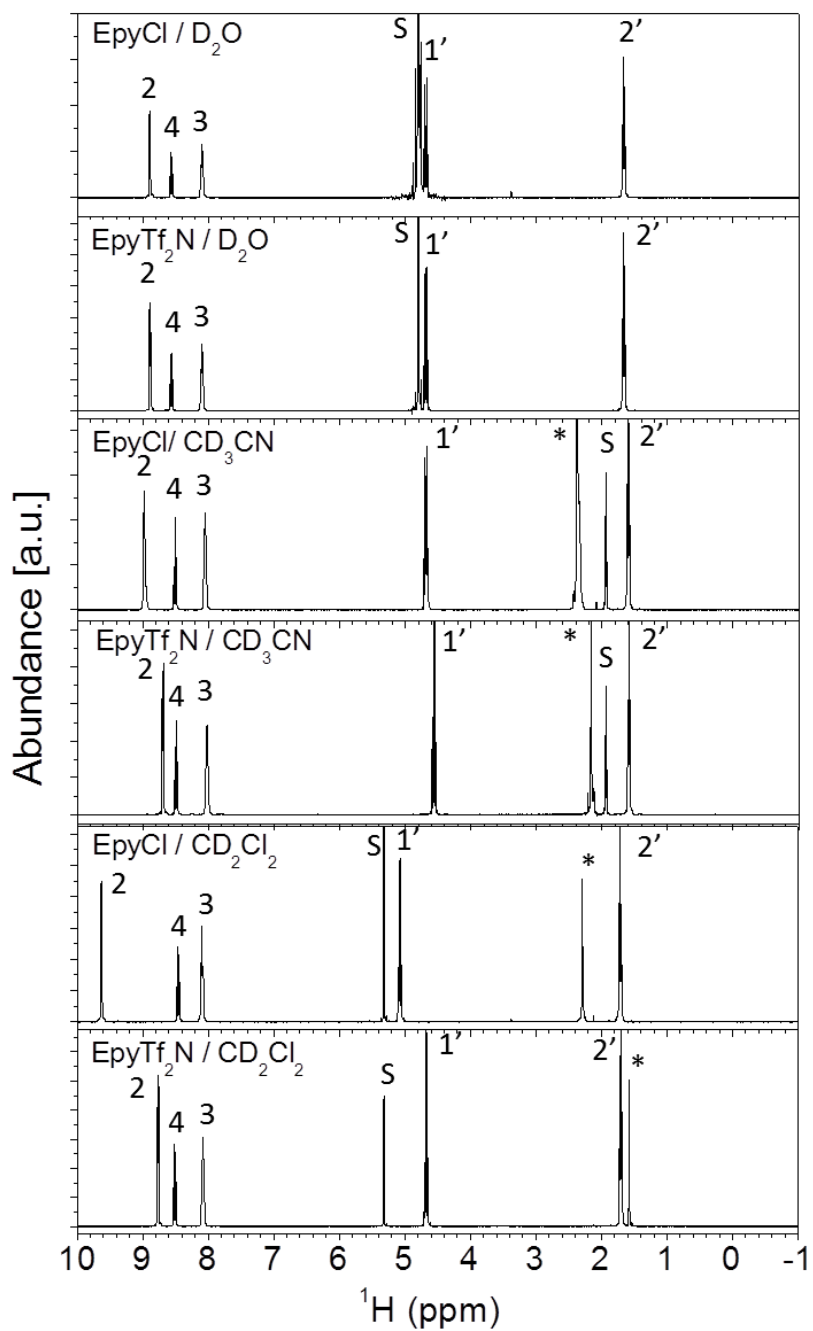 EpyCl / D₂O
S
1’
2’
2
4
3
EpyTf₂N / D₂O
S
1’
2’
2
4
3
EpyCl/ CD₃CN
1’
*
S
2’
2
4
3
EpyTf₂N / CD₃CN
1’
*
S
2’
2
4
3
EpyCl / CD₂Cl₂
S
1’
*
2’
2
4
3
EpyTf₂N / CD₂Cl₂
1’
S
2’
*
2
4
3
Abundance [a.u.]
10 9 8 7 6 5 4 3 2 1 0 -1
¹H (ppm)